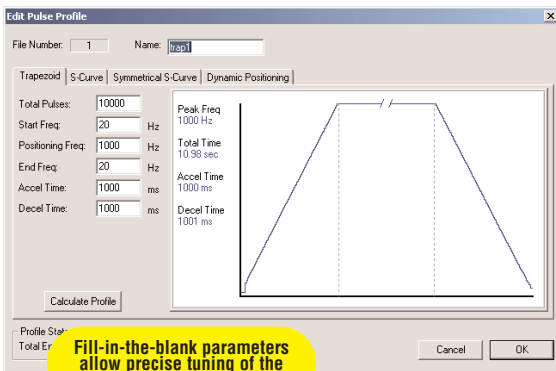 Edit Pulse Profile
File Number: 1 Name: trap1
Trapezoid S-Curve Symmetrical S-Curve Dynamic Positioning
Total Pulses: 10000
Start Freq: 20 Hz
Positioning Freq: 1000 Hz
End Freq: 20 Hz
Accel Time: 1000 ms
Decel Time: 1000 ms
Peak Freq
1000 Hz
Total Time
10.98 sec
Accel Time
1000 ms
Decel Time
1001 ms
Calculate Profile
Profile
Total
Cancel OK
Fill-in-the-blank parameters
allow precise tuning of the